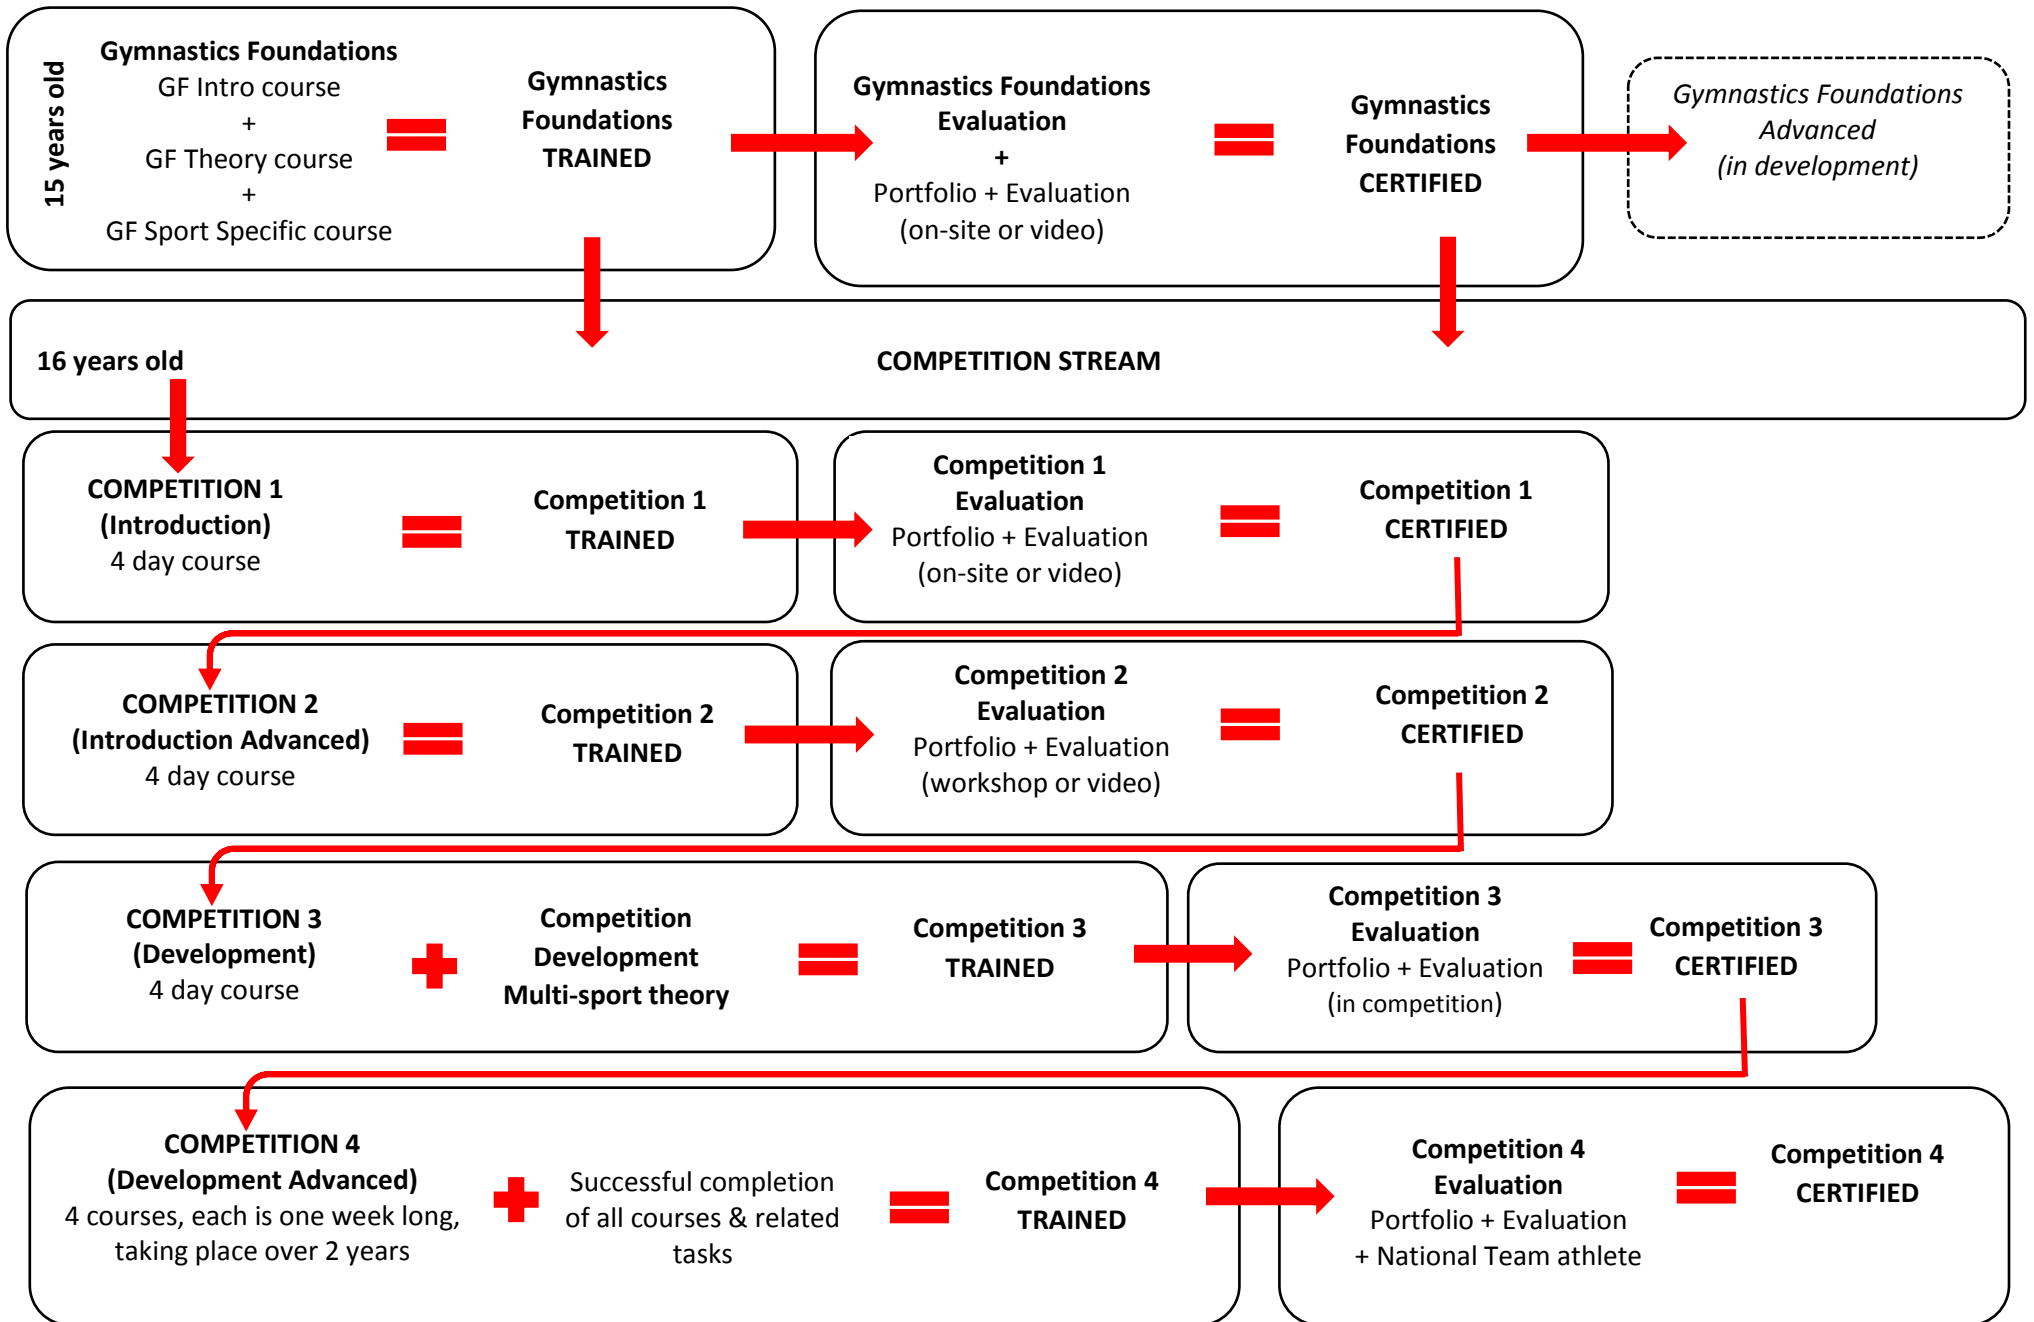 15 years old
Gymnastics Foundations
GF Intro course
+
GF Theory course
+
GF Sport Specific course
Gymnastics
Foundations
TRAINED
Gymnastics Foundations
Evaluation
+
Portfolio + Evaluation
(on-site or video)
Gymnastics
Foundations
CERTIFIED
Gymnastics Foundations
Advanced
(in development)
16 years old
COMPETITION STREAM
COMPETITION 1
(Introduction)
4 day course
Competition 1
TRAINED
Competition 1
Evaluation
Portfolio + Evaluation
(on-site or video)
Competition 1
CERTIFIED
COMPETITION 2
(Introduction Advanced)
4 day course
Competition 2
TRAINED
Competition 2
Evaluation
Portfolio + Evaluation
(workshop or video)
Competition 2
CERTIFIED
COMPETITION 3
(Development)
4 day course
Competition
Development
Multi-sport theory
Competition 3
TRAINED
Competition 3
Evaluation
Portfolio + Evaluation
(in competition)
Competition 3
CERTIFIED
COMPETITION 4
(Development Advanced)
4 courses, each is one week long,
taking place over 2 years
Successful completion
of all courses & related
tasks
Competition 4
TRAINED
Competition 4
Evaluation
Portfolio + Evaluation
+ National Team athlete
Competition 4
CERTIFIED